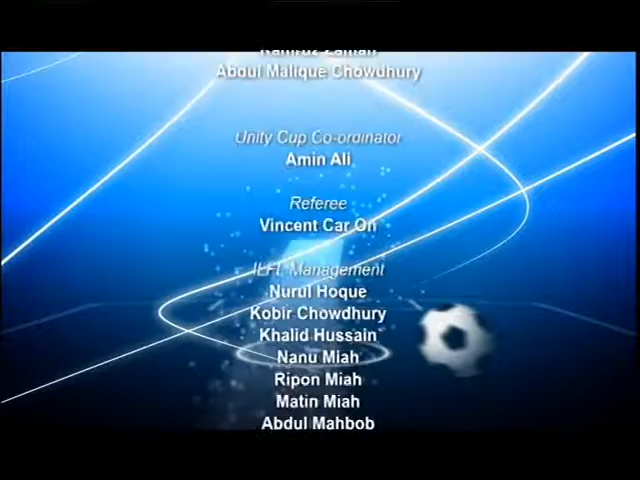 Abdul Malique Chowdhury
Unity Cup Co-ordinator
Amin Ali
Referee
Vincent Car On
ILFL Management
Nurul Hoque
Kobir Chowdhury
Khalid Hussain
Nanu Miah
Ripon Miah
Matin Miah
Abdul Mahbob